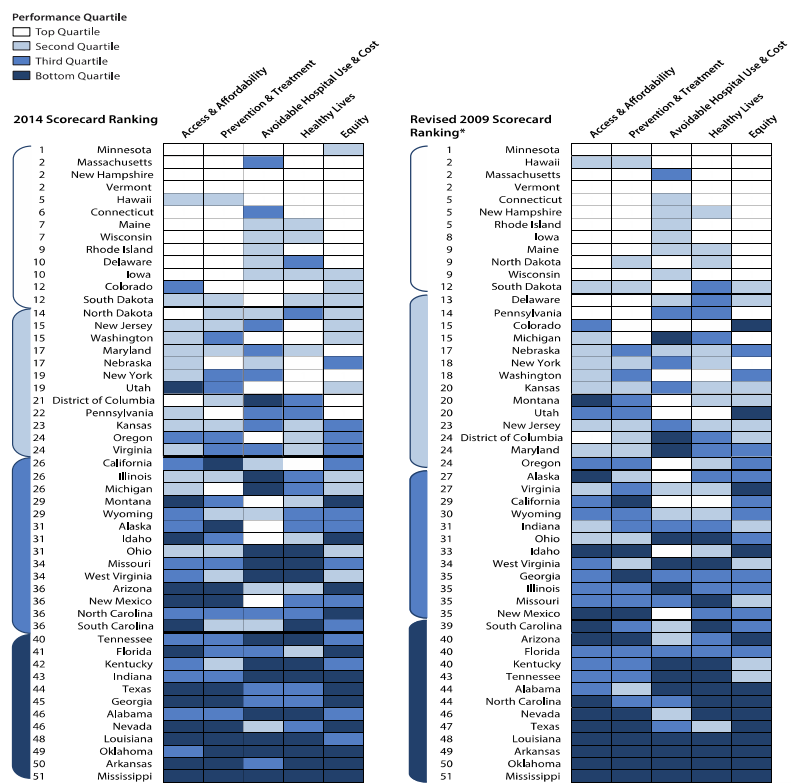 Performance Quartile
Top Quartile
Second Quartile
Third Quartile
Bottom Quartile
2014 Scorecard Ranking
Access & Affordability
Prevention & Treatment
Avoidable Hospital Use & Cost
Healthy Lives
Equity
1 Minnesota
2 Massachusetts
2 New Hampshire
2 Vermont
5 Hawaii
6 Connecticut
7 Maine
7 Wisconsin
9 Rhode Island
10 Delaware
10 Iowa
12 Colorado
12 South Dakota
14 North Dakota
15 New Jersey
15 Washington
17 Maryland
17 Nebraska
19 New York
19 Utah
21 District of Columbia
22 Pennsylvania
23 Kansas
24 Oregon
24 Virginia
26 California
26 Illinois
26 Michigan
29 Montana
29 Wyoming
31 Alaska
31 Idaho
31 Ohio
34 Missouri
34 West Virginia
36 Arizona
36 New Mexico
36 North Carolina
36 South Carolina
40 Tennessee
41 Florida
42 Kentucky
43 Indiana
44 Texas
45 Georgia
46 Alabama
46 Nevada
48 Louisiana
49 Oklahoma
50 Arkansas
51 Mississippi
Revised 2009 Scorecard
Ranking*
Access & Affordability
Prevention & Treatment
Avoidable Hospital Use & Cost
Healthy Lives
Equity
1 Minnesota
2 Hawaii
2 Massachusetts
2 Vermont
5 Connecticut
5 New Hampshire
5 Rhode Island
8 Iowa
9 Maine
9 North Dakota
9 Wisconsin
12 South Dakota
13 Delaware
14 Pennsylvania
15 Colorado
15 Michigan
17 Nebraska
18 New York
18 Washington
20 Kansas
20 Montana
20 Utah
23 New Jersey
24 District of Columbia
24 Maryland
24 Oregon
27 Alaska
27 Virginia
29 California
30 Wyoming
31 Indiana
31 Ohio
33 Idaho
34 West Virginia
35 Georgia
35 Illinois
35 Missouri
35 New Mexico
39 South Carolina
40 Arizona
40 Florida
40 Kentucky
43 Tennessee
44 Alabama
44 North Carolina
46 Nevada
47 Texas
48 Louisiana
49 Arkansas
50 Oklahoma
51 Mississippi